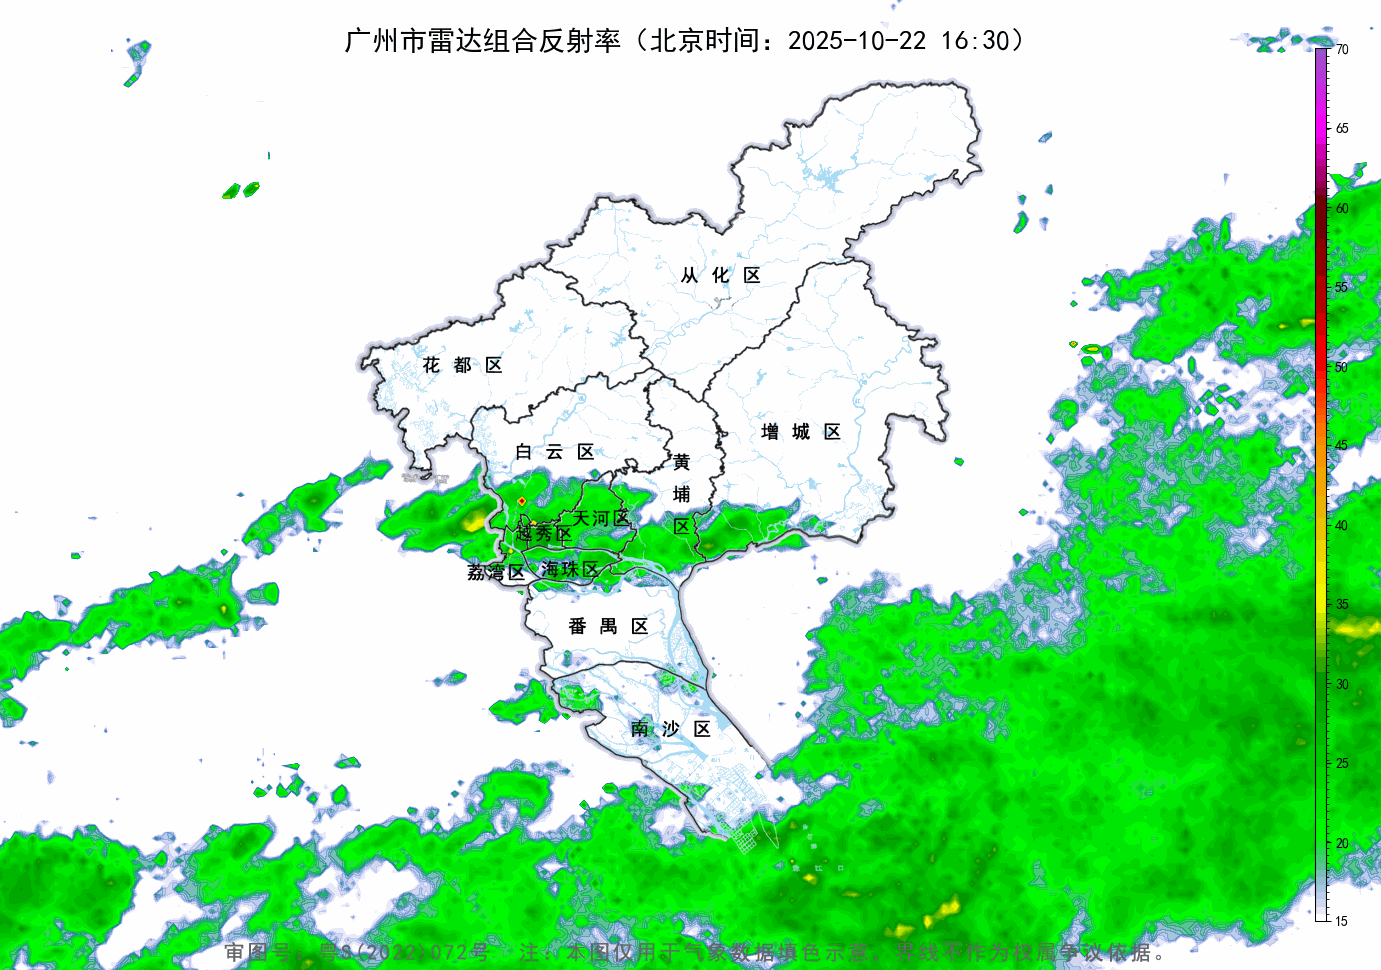 广州市雷达组合反射率（北京时间：2025-10-22 16:30）
70
65
60
55
50
45
40
35
30
25
20
15
从化区
花都区
增城区
白云区
黄埔区
天河区
越秀区
荔湾区
海珠区
番禺区
南沙区
审图号：粤S(2022)072号 注：本图仅用于气象数据填色示意，界线不作为权属争议依据。